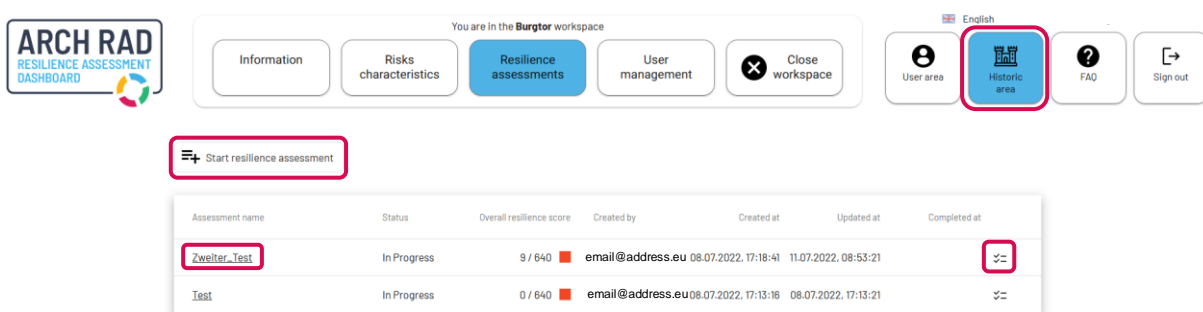 ARCH RAD
RESILIENCE ASSESSMENT
DASHBOARD
You are in the Burgtor workspace
Information
Risks
characteristics
Resilience
assessments
User
management
Close
workspace
English
User area
Historic
area
FAQ
Sign out
Start resilience assessment
Assessment name Status Overall resilience score Created by Created at Updated at Completed at
Zweiter_Test In Progress 9 / 640 email@address.eu 08.07.2022, 17:18:41 11.07.2022, 08:53:21
Test In Progress 0 / 640 email@address.eu 08.07.2022, 17:13:16 08.07.2022, 17:13:21